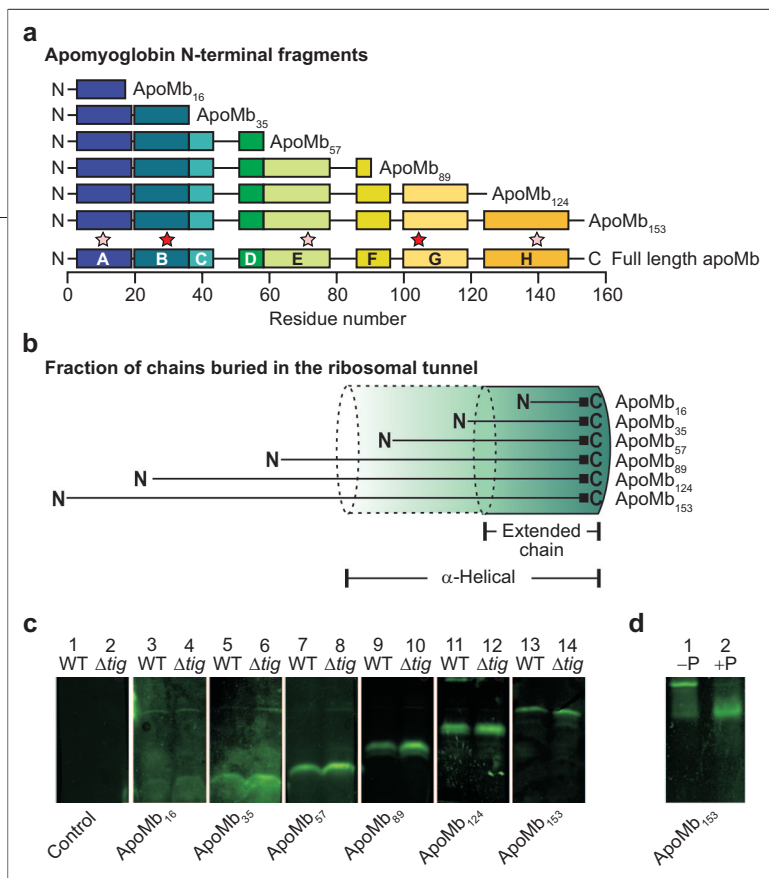 a
Apomyoglobin N-terminal fragments
N ApoMb16
N ApoMb35
N ApoMb57
N ApoMb89
N ApoMb124
N ApoMb153
N A B C D E F G H C Full length apoMb
0 20 40 60 80 100 120 140 160
Residue number
b
Fraction of chains buried in the ribosomal tunnel
N C ApoMb16
N C ApoMb35
N C ApoMb57
N C ApoMb89
N C ApoMb124
N C ApoMb153
Extended
chain
α-Helical
c
1 2 3 4 5 6 7 8 9 10 11 12 13 14
WT Δtig WT Δtig WT Δtig WT Δtig WT Δtig WT Δtig WT Δtig
Control ApoMb16 ApoMb35 ApoMb57 ApoMb89 ApoMb124 ApoMb153
d
1 2
–P +P
ApoMb153